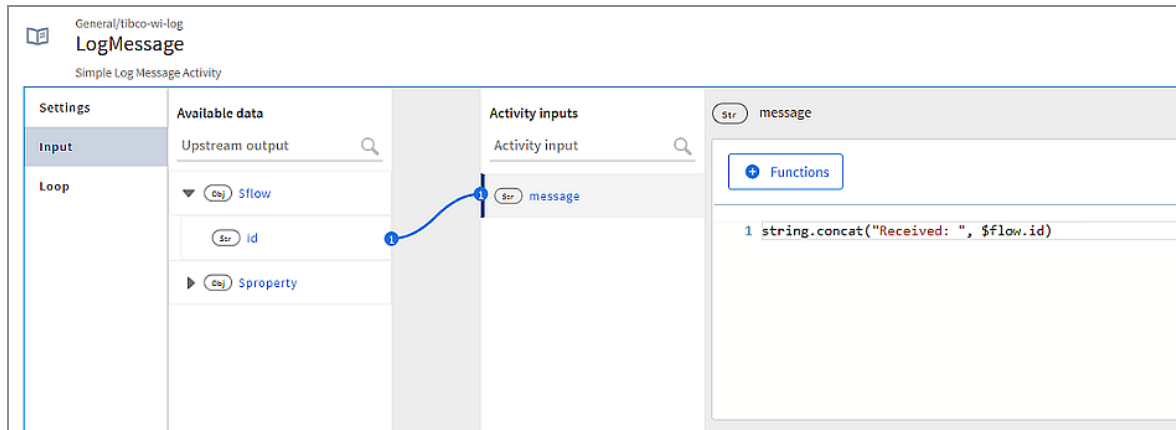 General/tibco-wi-log
LogMessage
Simple Log Message Activity
Settings
Input
Loop
Available data
Upstream output
Obj $flow
Str id
1
Obj $property
Activity inputs
Activity input
1
Str message
Str message
Functions
1 string.concat("Received: ", $flow.id)